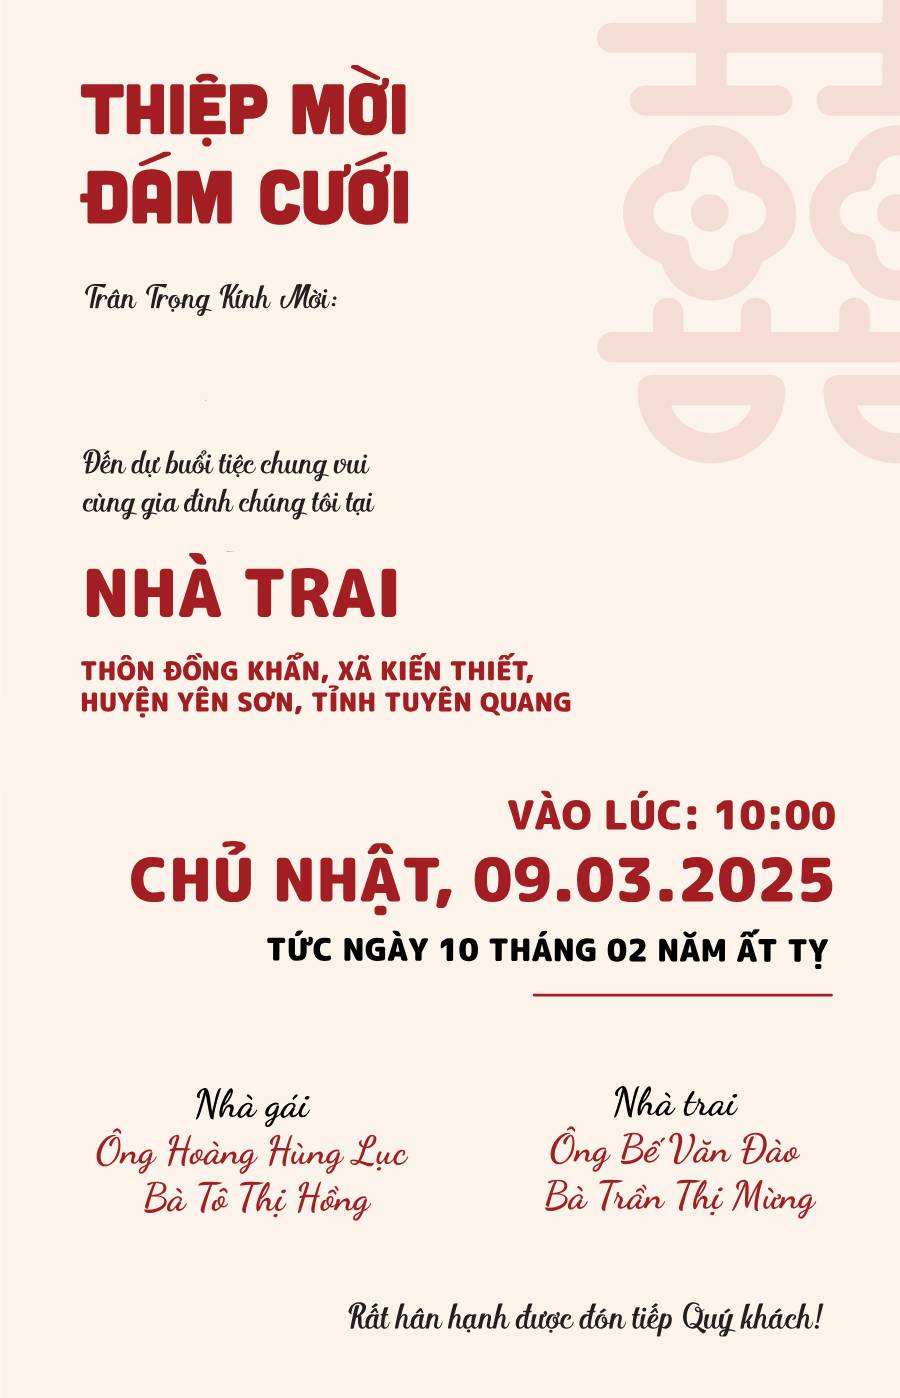 THIỆP MỜI
ĐÁM CƯỚI
Trân Trọng Kính Mời:
Đến dự buổi tiệc chung vui
cùng gia đình chúng tôi tại
NHÀ TRAI
THÔN ĐỒNG KHẨN, XÃ KIẾN THIẾT,
HUYỆN YÊN SƠN, TỈNH TUYÊN QUANG
VÀO LÚC: 10:00
CHỦ NHẬT, 09.03.2025
TỨC NGÀY 10 THÁNG 02 NĂM ẤT TỴ
Nhà gái
Ông Hoàng Hùng Lục
Bà Tô Thị Hồng
Nhà trai
Ông Bế Văn Đào
Bà Trần Thị Mừng
Rất hân hạnh được đón tiếp Quý khách!